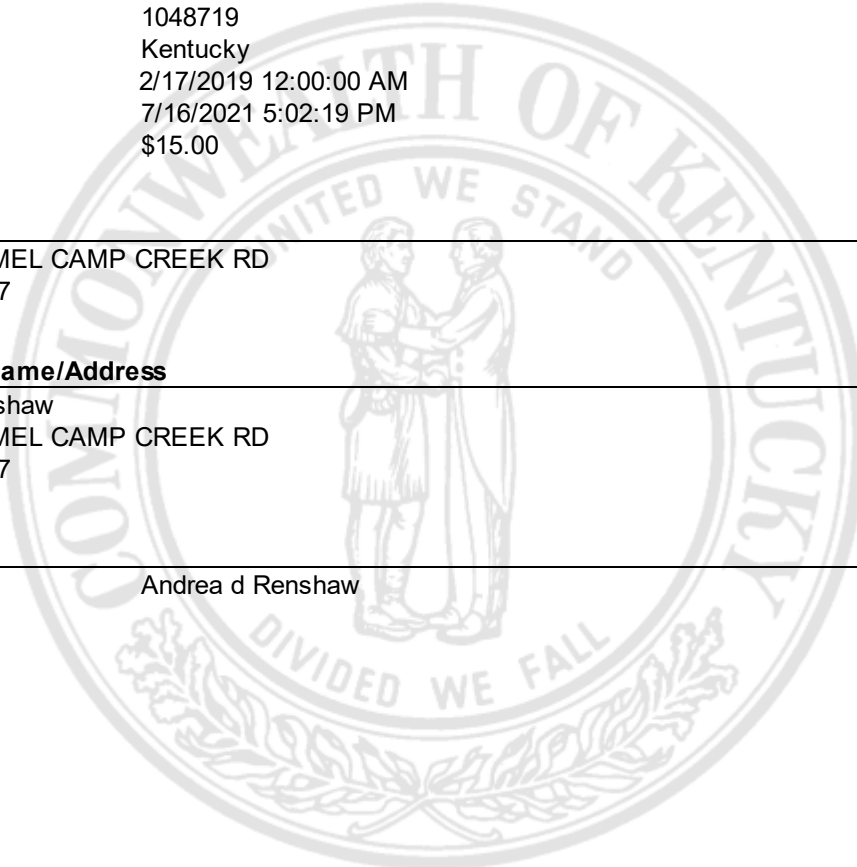 1048719
Kentucky
2/17/2019 12:00:00 AM
7/16/2021 5:02:19 PM
$15.00
COMMONWEALTH OF KENTUCKY
UNITED WE STAND
MEL CAMP CREEK RD
7
ame/Address
shaw
MEL CAMP CREEK RD
7
Andrea d Renshaw
DIVIDED WE FALL